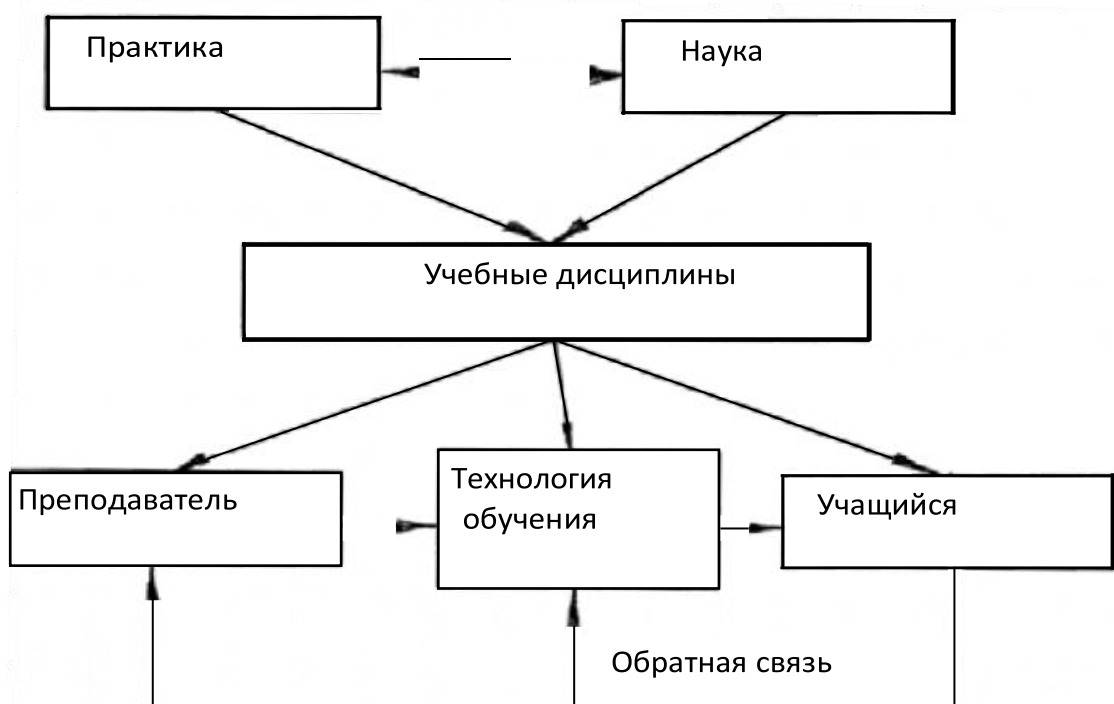 Практика
Наука
Учебные дисциплины
Преподаватель
Технология
обучения
Учащийся
Обратная связь